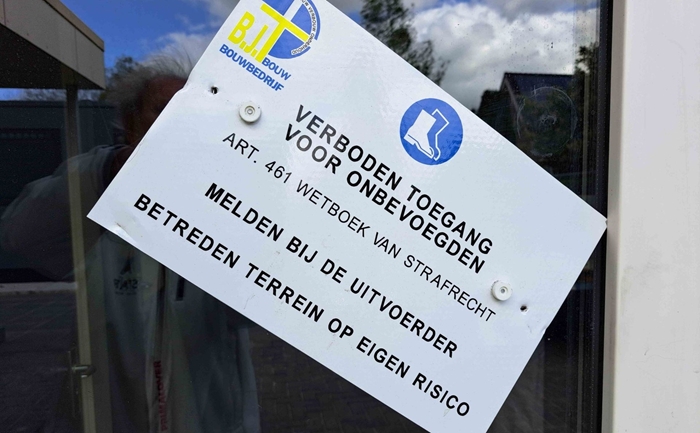 B.I.T
BOUW
BOUWBEDRIJF
VERBODEN TOEGANG
VOOR ONBEVOEGDEN
ART. 461 WETBOEK VAN STRAFRECHT
MELDEN BIJ DE UITVOERDER
BETREDEN TERREIN OP EIGEN RISICO